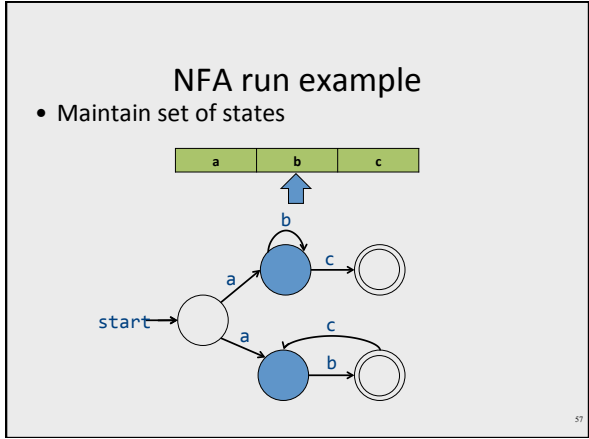 NFA run example
• Maintain set of states
a b c
b
c
a
start
c
a
b
57